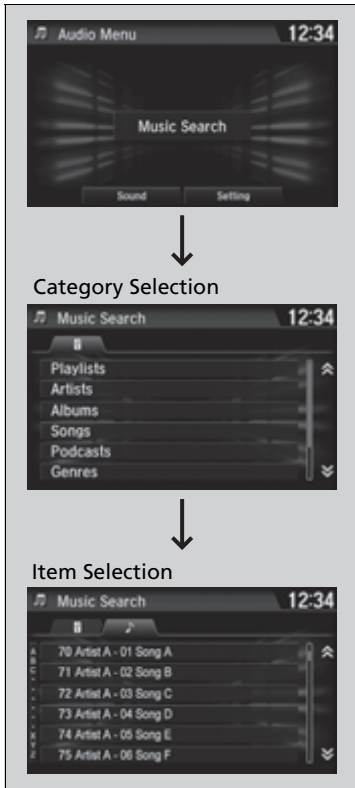 Audio Menu 12:34
Music Search
Sound Setting
Category Selection
Music Search 12:34
Playlists
Artists
Albums
Songs
Podcasts
Genres
Item Selection
Music Search 12:34
A
B
C
70 Artist A - 01 Song A
71 Artist A - 02 Song B
72 Artist A - 03 Song C
73 Artist A - 04 Song D
74 Artist A - 05 Song E
75 Artist A - 06 Song F
X
Y
Z